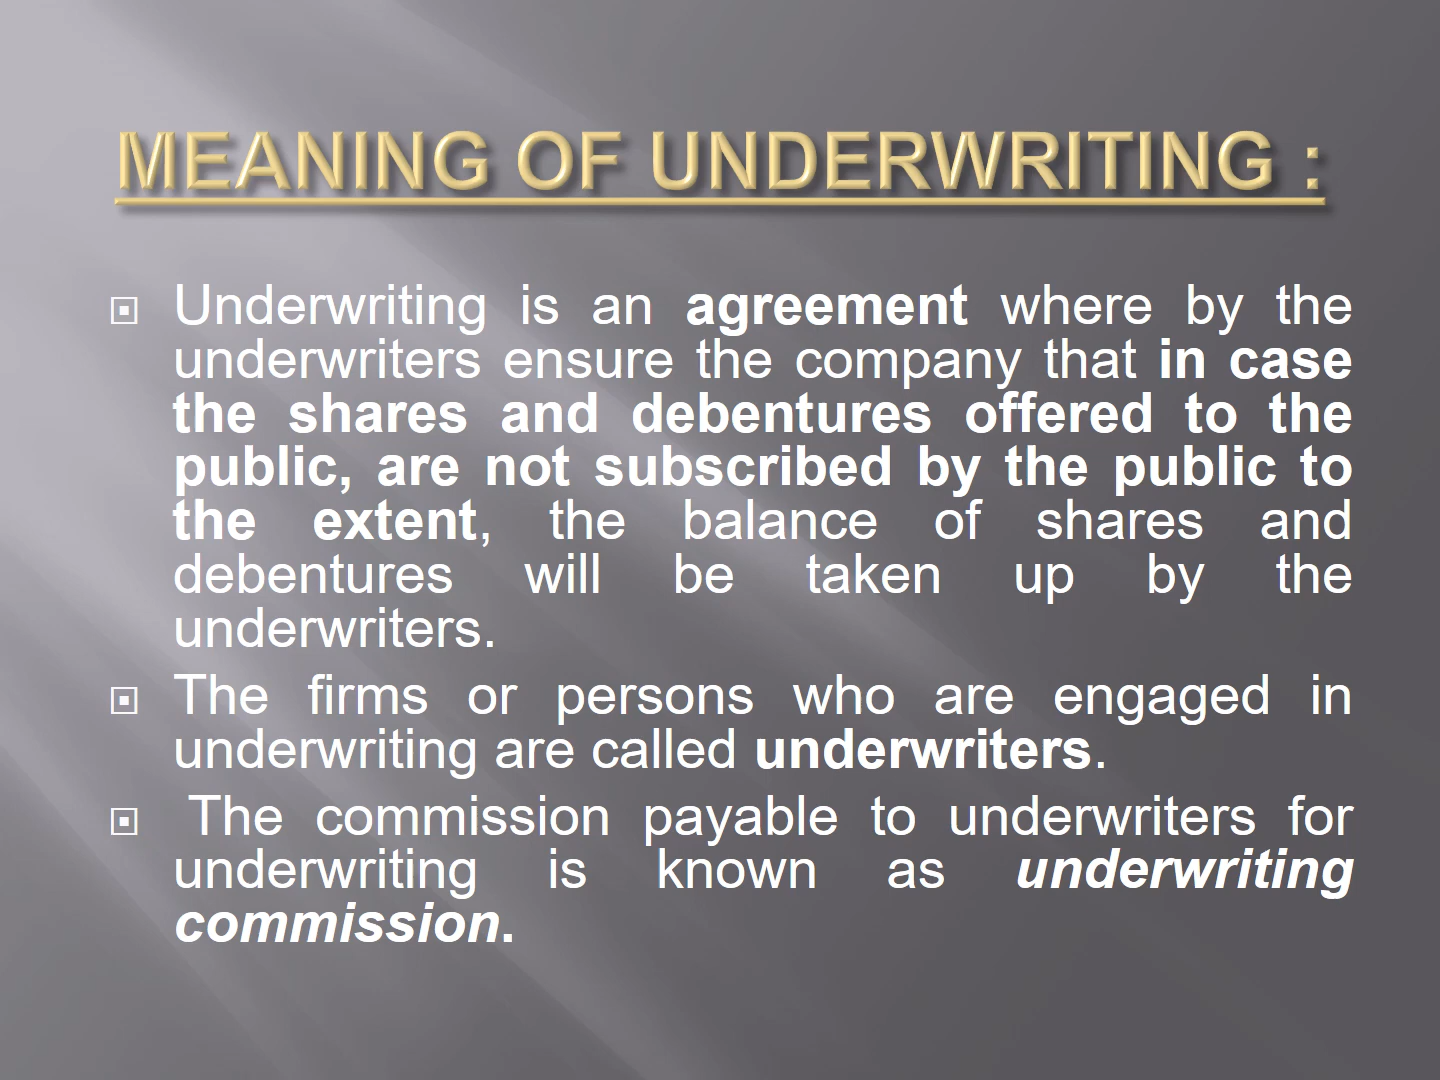 MEANING OF UNDERWRITING :
Underwriting is an agreement where by the
underwriters ensure the company that in case
the shares and debentures offered to the
public, are not subscribed by the public to
the extent, the balance of shares and
debentures will be taken up by the
underwriters.
The firms or persons who are engaged in
underwriting are called underwriters.
The commission payable to underwriters for
underwriting is known as underwriting
commission.